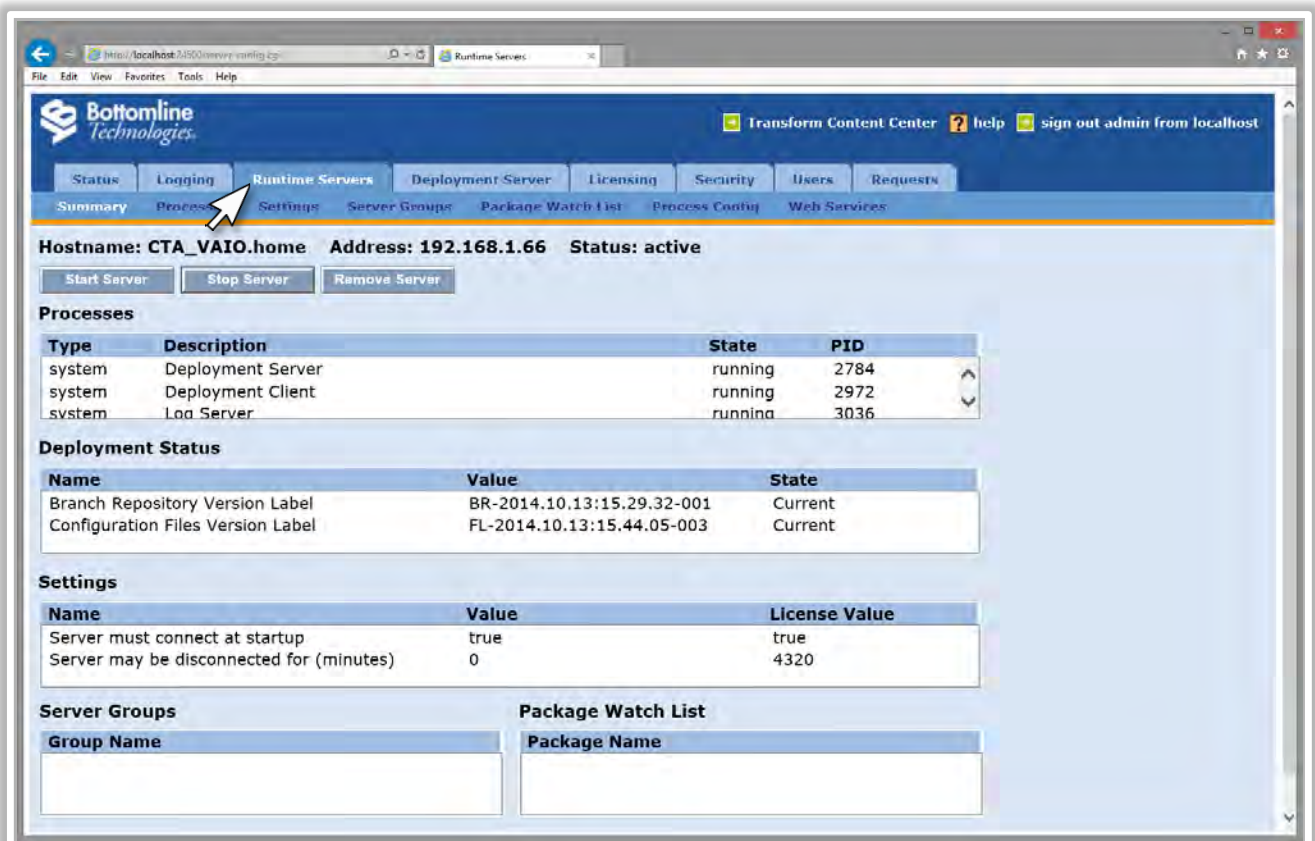 http://localhost:24500/server-config.cgi
Runtime Servers
File Edit View Favorites Tools Help
Bottomline
Technologies.
Transform Content Center ? help sign out admin from localhost
Status Logging Runtime Servers Deployment Server Licensing Security Users Requests
Summary Settings Server Groups Package Watch List Process Config Web Services
Hostname: CTA_VAIO.home Address: 192.168.1.66 Status: active
Start Server Stop Server Remove Server
Processes
Type Description State PID
system Deployment Server running 2784
system Deployment Client running 2972
system Log Server running 3036
Deployment Status
Name Value State
Branch Repository Version Label BR-2014.10.13:15.29.32-001 Current
Configuration Files Version Label FL-2014.10.13:15.44.05-003 Current
Settings
Name Value License Value
Server must connect at startup true true
Server may be disconnected for (minutes) 0 4320
Server Groups Package Watch List
Group Name Package Name